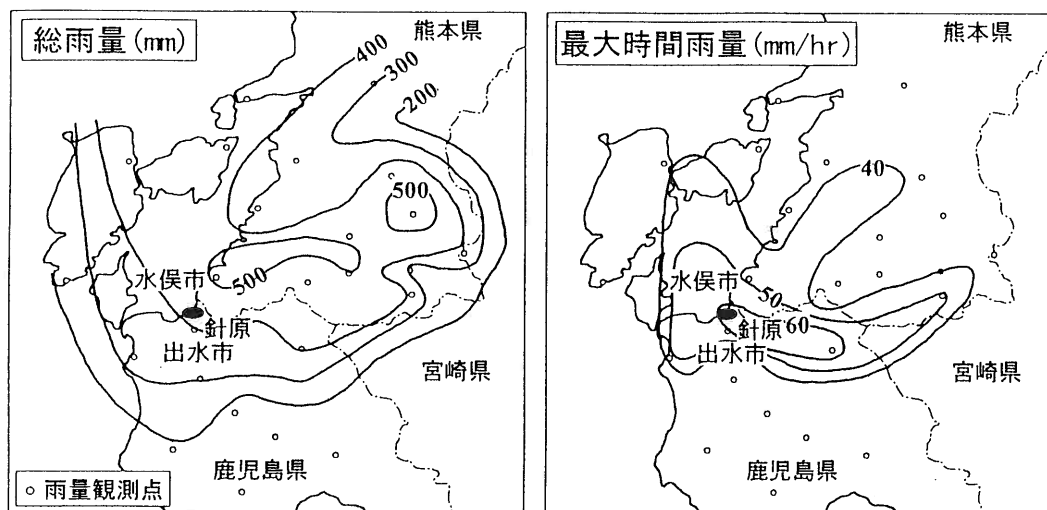 総雨量(mm)
熊本県
400
300
200
500
500
水俣市
針原
出水市
宮崎県
鹿児島県
○ 雨量観測点
最大時間雨量(mm/hr)
熊本県
40
水俣市
50
針原
60
出水市
宮崎県
鹿児島県